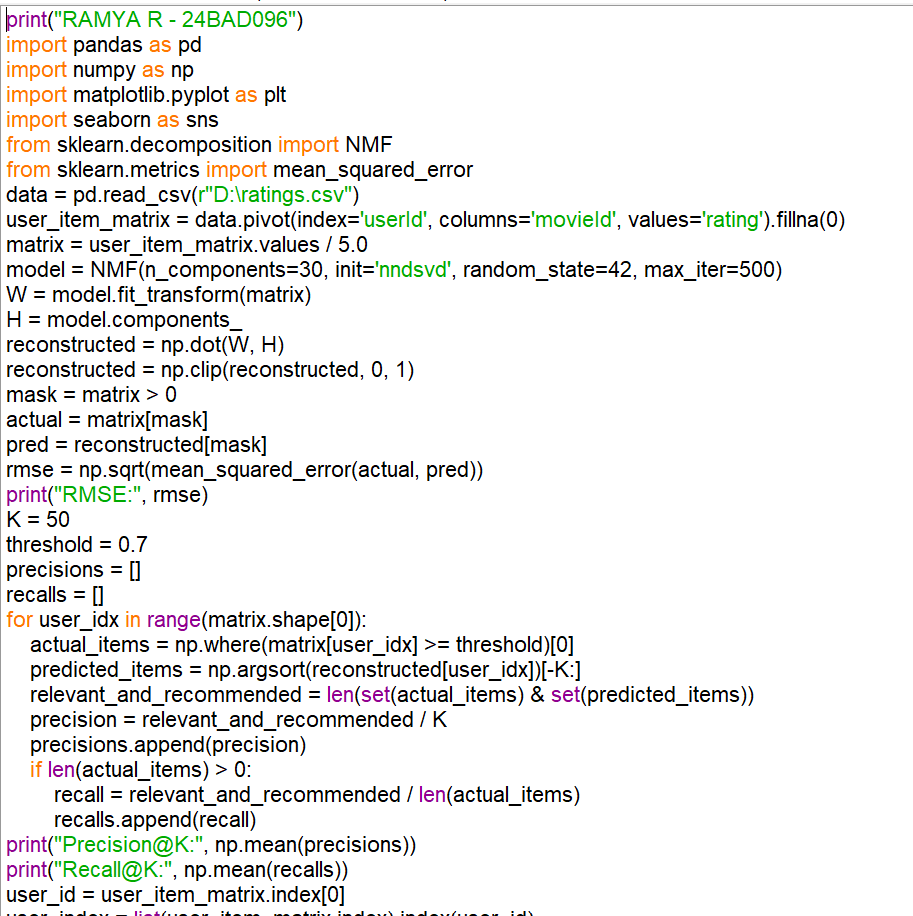 print("RAMYA R - 24BAD096")
import pandas as pd
import numpy as np
import matplotlib.pyplot as plt
import seaborn as sns
from sklearn.decomposition import NMF
from sklearn.metrics import mean_squared_error
data = pd.read_csv(r"D:\ratings.csv")
user_item_matrix = data.pivot(index='userId', columns='movieId', values='rating').fillna(0)
matrix = user_item_matrix.values / 5.0
model = NMF(n_components=30, init='nndsvd', random_state=42, max_iter=500)
W = model.fit_transform(matrix)
H = model.components_
reconstructed = np.dot(W, H)
reconstructed = np.clip(reconstructed, 0, 1)
mask = matrix > 0
actual = matrix[mask]
pred = reconstructed[mask]
rmse = np.sqrt(mean_squared_error(actual, pred))
print("RMSE:", rmse)
K = 50
threshold = 0.7
precisions = []
recalls = []
for user_idx in range(matrix.shape[0]):
    actual_items = np.where(matrix[user_idx] >= threshold)[0]
    predicted_items = np.argsort(reconstructed[user_idx])[-K:]
    relevant_and_recommended = len(set(actual_items) & set(predicted_items))
    precision = relevant_and_recommended / K
    precisions.append(precision)
    if len(actual_items) > 0:
        recall = relevant_and_recommended / len(actual_items)
        recalls.append(recall)
print("Precision@K:", np.mean(precisions))
print("Recall@K:", np.mean(recalls))
user_id = user_item_matrix.index[0]
user_index = list(user_item_matrix.index).index(user_id)